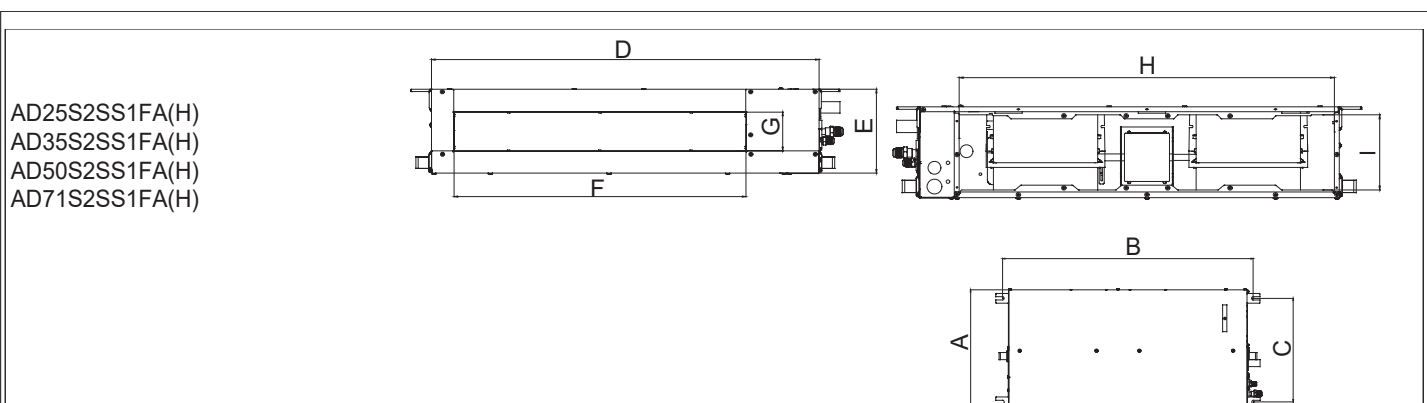 AD25S2SS1FA(H)
AD35S2SS1FA(H)
AD50S2SS1FA(H)
AD71S2SS1FA(H)
D
E
G
F
H
I
B
A
C